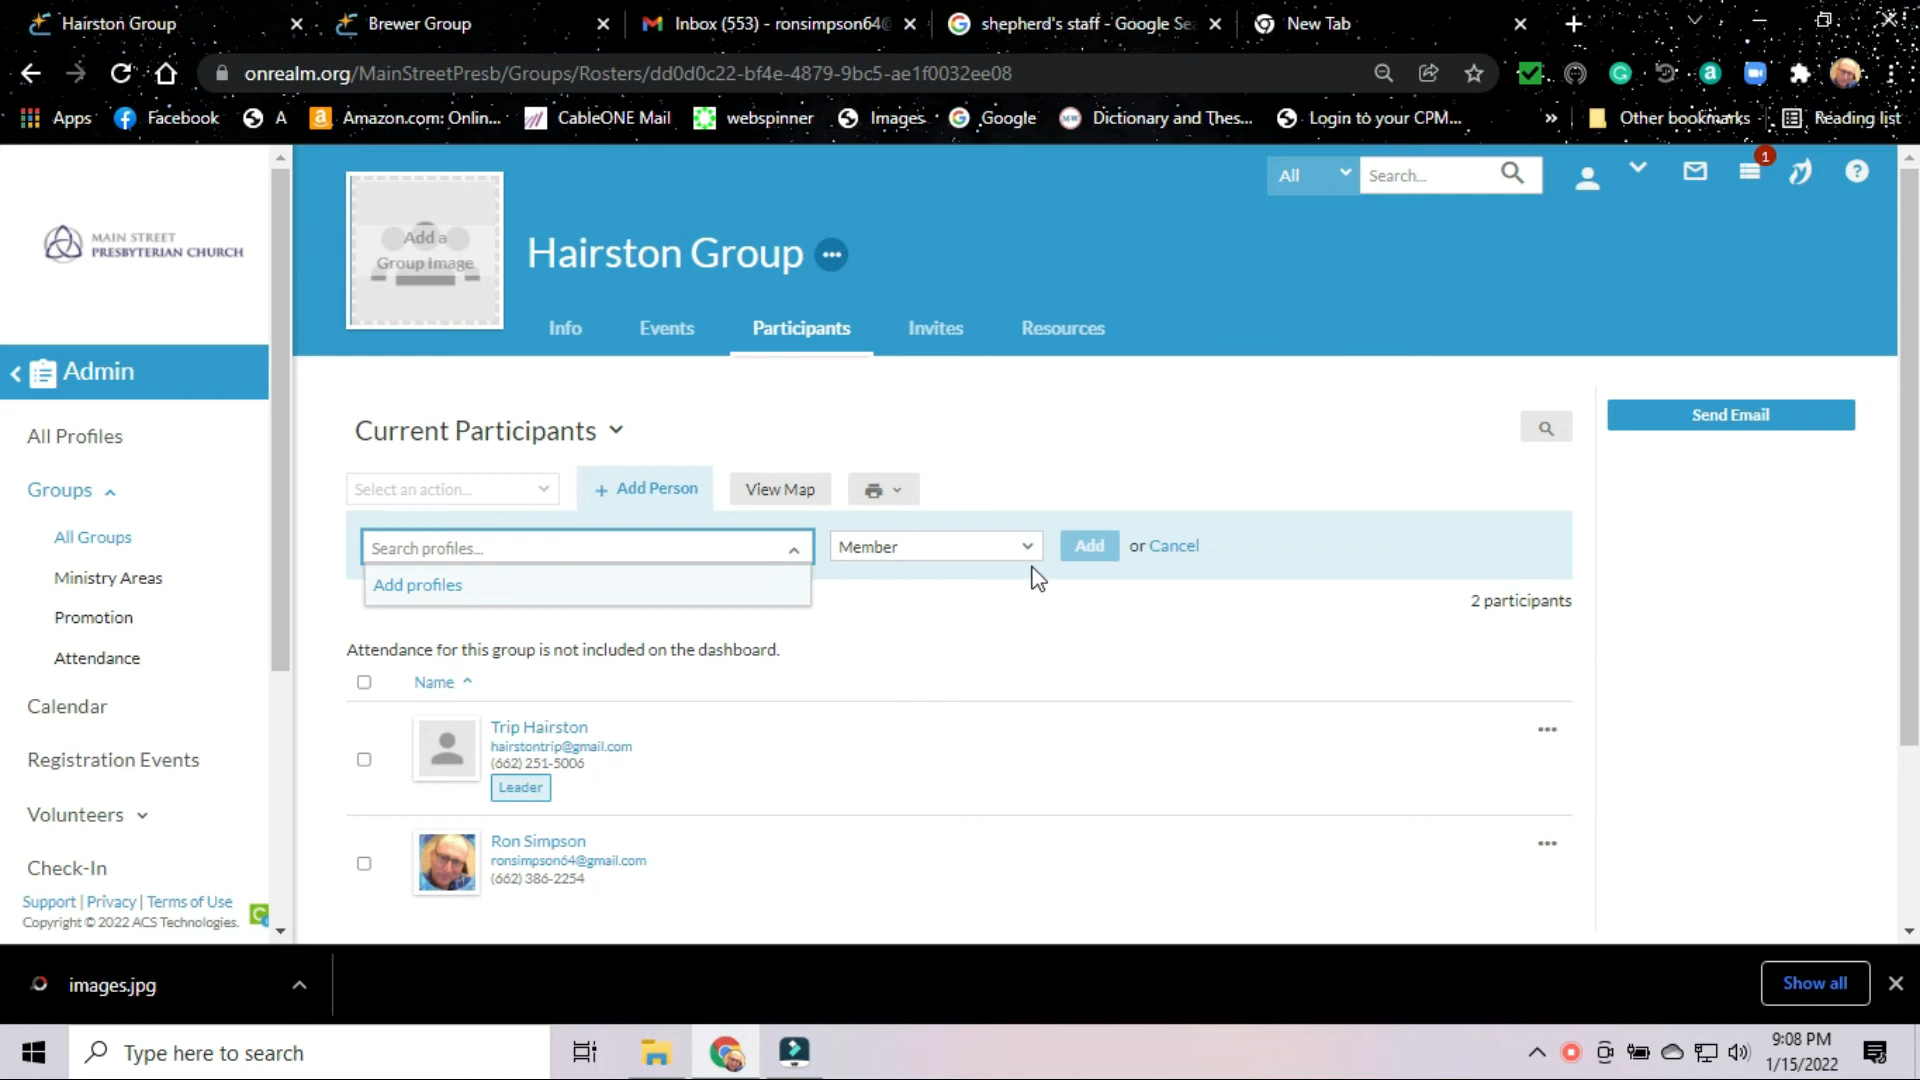 Hairston Group
Brewer Group
Inbox (553) - ronsimpson64@
shepherd's staff - Google Se
New Tab
onrealm.org/MainStreetPresb/Groups/Rosters/dd0d0c22-bf4e-4879-9bc5-ae1f0032ee08
Apps
Facebook
A
Amazon.com: Onlin...
CableONE Mail
webspinner
Images
Google
Dictionary and Thes...
Login to your CPM...
»
Other bookmarks
Reading list
MAIN STREET
PRESBYTERIAN CHURCH
Add a
Group Image
Hairston Group
All
Search...
1
Info
Events
Participants
Invites
Resources
Admin
All Profiles
Groups
All Groups
Ministry Areas
Promotion
Attendance
Calendar
Registration Events
Volunteers
Check-In
Support | Privacy | Terms of Use
Copyright © 2022 ACS Technologies.
Current Participants
Send Email
Select an action...
+ Add Person
View Map
Search profiles...
Member
Add
or Cancel
Add profiles
2 participants
Attendance for this group is not included on the dashboard.
Name
Trip Hairston
hairstontrip@gmail.com
(662) 251-5006
Leader
Ron Simpson
ronsimpson64@gmail.com
(662) 386-2254
images.jpg
Show all
Type here to search
9:08 PM
1/15/2022